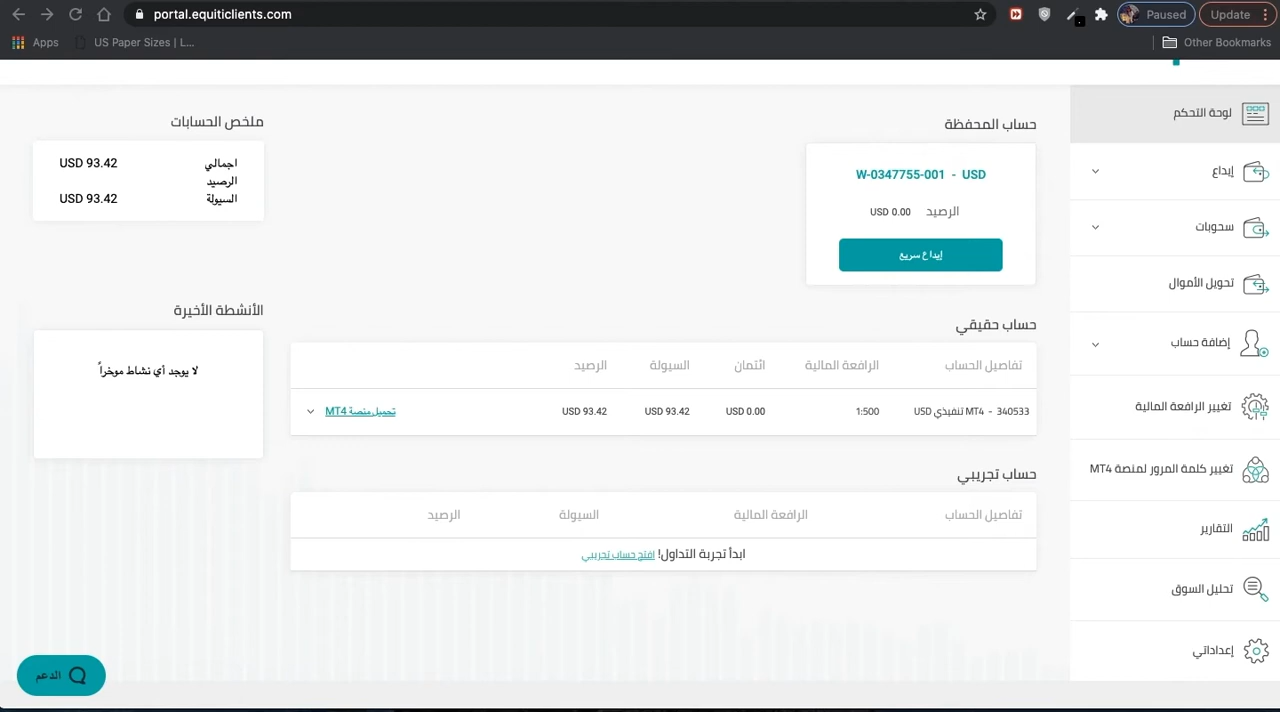 portal.equiticlients.com
Paused
Update
Apps
US Paper Sizes | L...
Other Bookmarks
لوحة التحكم
إيداع
سحوبات
تحويل الأموال
إضافة حساب
تغيير الرافعة المالية
تغيير كلمة المرور لمنصة MT4
التقارير
تحليل السوق
إعداداتي
حساب المحفظة
W-0347755-001 - USD
الرصيد USD 0.00
إيداع سريع
ملخص الحسابات
اجمالي الرصيد USD 93.42
السيولة USD 93.42
حساب حقيقي
تفاصيل الحساب الرافعة المالية ائتمان السيولة الرصيد
340533 - MT4 تنفيذي USD 1:500 USD 0.00 USD 93.42 USD 93.42 تحميل منصة MT4
الأنشطة الأخيرة
لا يوجد أي نشاط موخراً
حساب تجريبي
تفاصيل الحساب الرافعة المالية السيولة الرصيد
ابدأ تجربة التداول! افتح حساب تجريبي
الدعم